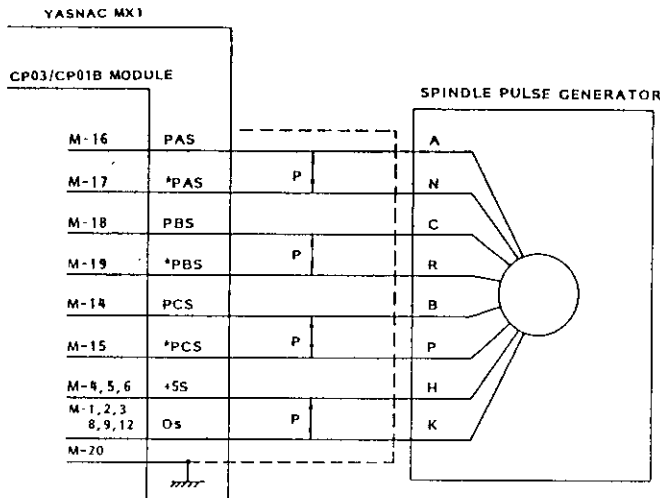 YASNAC MX1
CP03/CP01B MODULE
SPINDLE PULSE GENERATOR
M-16 PAS A
P
M-17 *PAS N
M-18 PBS C
P
M-19 *PBS R
M-14 PCS B
P
M-15 *PCS P
M-4, 5, 6 +5S H
M-1, 2, 3
8, 9, 12 Os P K
M-20